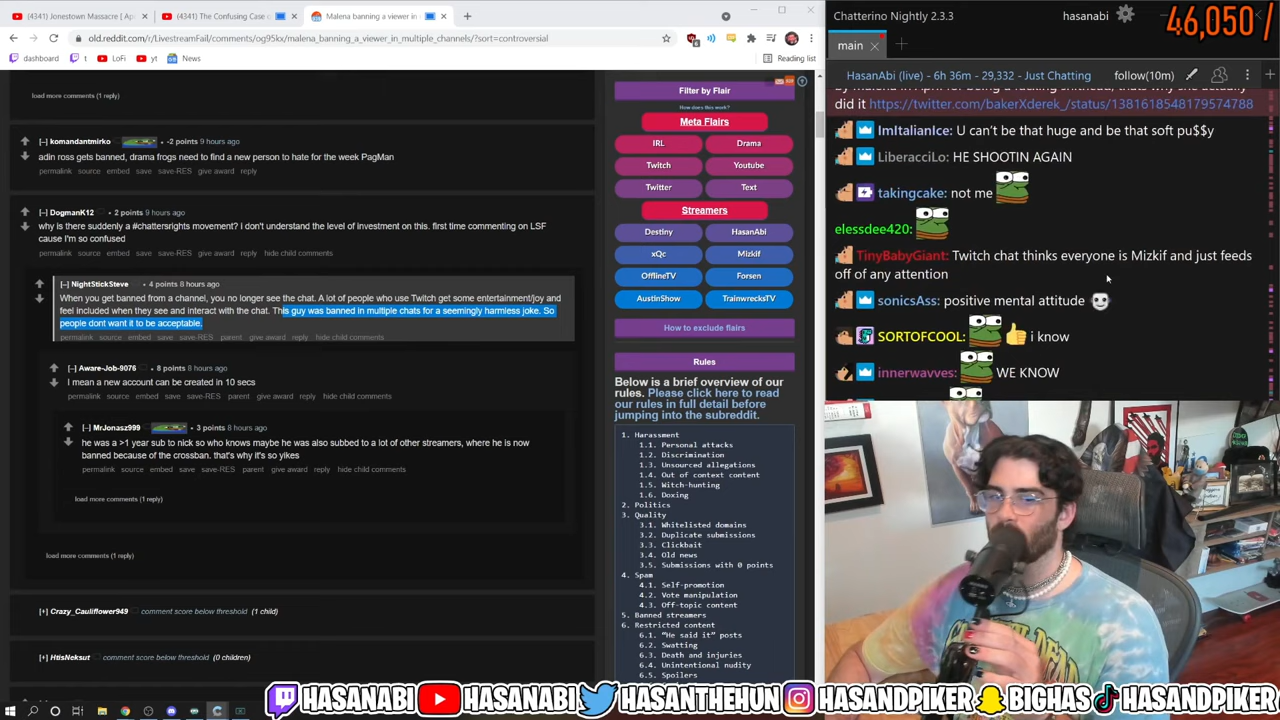 (4341) Jonestown Massacre [ Ap
(4341) The Confusing Case o
Malena banning a viewer in
old.reddit.com/r/LivestreamFail/comments/og95kx/malena_banning_a_viewer_in_multiple_channels/?sort=controversial
dashboard
t
LoFi
yt
News
Reading list
load more comments (1 reply)
[–] komandantmirko -2 points 9 hours ago
adin ross gets banned, drama frogs need to find a new person to hate for the week PagMan
permalink source embed save save-RES give award reply
[–] DogmanK12 2 points 9 hours ago
why is there suddenly a #chattersrights movement? i don't understand the level of investment on this. first time commenting on LSF
cause I'm so confused
permalink source embed save save-RES give award reply hide child comments
[–] NightStickSteve 4 points 8 hours ago
When you get banned from a channel, you no longer see the chat. A lot of people who use Twitch get some entertainment/joy and
feel included when they see and interact with the chat. This guy was banned in multiple chats for a seemingly harmless joke. So
people dont want it to be acceptable.
permalink source embed save save-RES parent give award reply hide child comments
[–] Aware-Job-9076 8 points 8 hours ago
I mean a new account can be created in 10 secs
permalink source embed save save-RES parent give award reply hide child comments
[–] MrJonasz999 3 points 8 hours ago
he was a >1 year sub to nick so who knows maybe he was also subbed to a lot of other streamers, where he is now
banned because of the crossban. that's why it's so yikes
permalink source embed save save-RES parent give award reply hide child comments
load more comments (1 reply)
load more comments (1 reply)
[+] Crazy_Cauliflower949 comment score below threshold (1 child)
[+] HtisNeksut comment score below threshold (0 children)
Filter by Flair
How does this work?
Meta Flairs
IRL
Drama
Twitch
Youtube
Twitter
Text
Streamers
Destiny
HasanAbi
xQc
Mizkif
OfflineTV
Forsen
AustinShow
TrainwrecksTV
How to exclude flairs
Rules
Below is a brief overview of our
rules. Please click here to read
our rules in full detail before
jumping into the subreddit.
1. Harassment
1.1. Personal attacks
1.2. Discrimination
1.3. Unsourced allegations
1.4. Out of context content
1.5. Witch-hunting
1.6. Doxing
2. Politics
3. Quality
3.1. Whitelisted domains
3.2. Duplicate submissions
3.3. Clickbait
3.4. Old news
3.5. Submissions with 0 points
4. Spam
4.1. Self-promotion
4.2. Vote manipulation
4.3. Off-topic content
5. Banned streamers
6. Restricted content
6.1. "He said it" posts
6.2. Swatting
6.3. Death and injuries
6.4. Unintentional nudity
6.5. Spoilers
Chatterino Nightly 2.3.3
hasanabi
46,050 /
main
HasanAbi (live) - 6h 36m - 29,332 - Just Chatting
follow(10m)
by malena in April for being a fucking shithead, thats why she actually
did it https://twitter.com/bakerXderek_/status/1381618548179574788
ImItalianIce: U can't be that huge and be that soft pu$$y
LiberacciLo: HE SHOOTIN AGAIN
takingcake: not me
elessdee420:
TinyBabyGiant: Twitch chat thinks everyone is Mizkif and just feeds
off of any attention
sonicsAss: positive mental attitude
SORTOFCOOL: i know
innerwavves: WE KNOW
HASANABI
HASANABI
HASANTHEHUN
HASANDPIKER
BIGHAS
HASANDPIKER